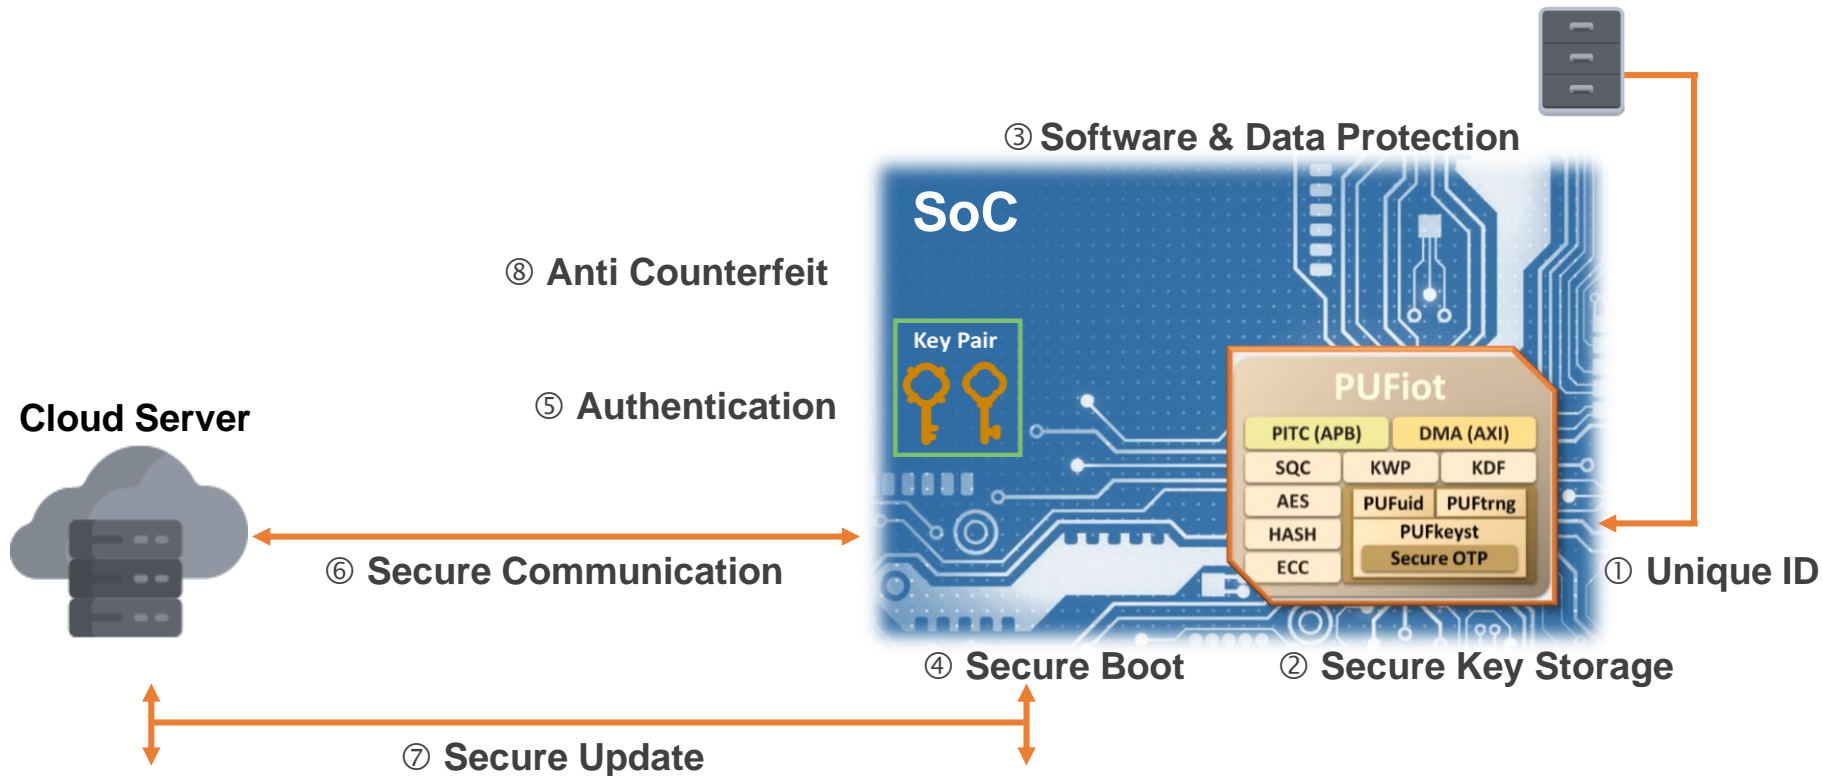 ③ Software & Data Protection
SoC
⑧ Anti Counterfeit
Key Pair
PUFiot
⑤ Authentication
Cloud Server
PITC (APB) DMA (AXI)
SQC KWP KDF
AES PUFuid PUFtrng
HASH PUFkeyst
ECC Secure OTP
⑥ Secure Communication
① Unique ID
④ Secure Boot
② Secure Key Storage
⑦ Secure Update